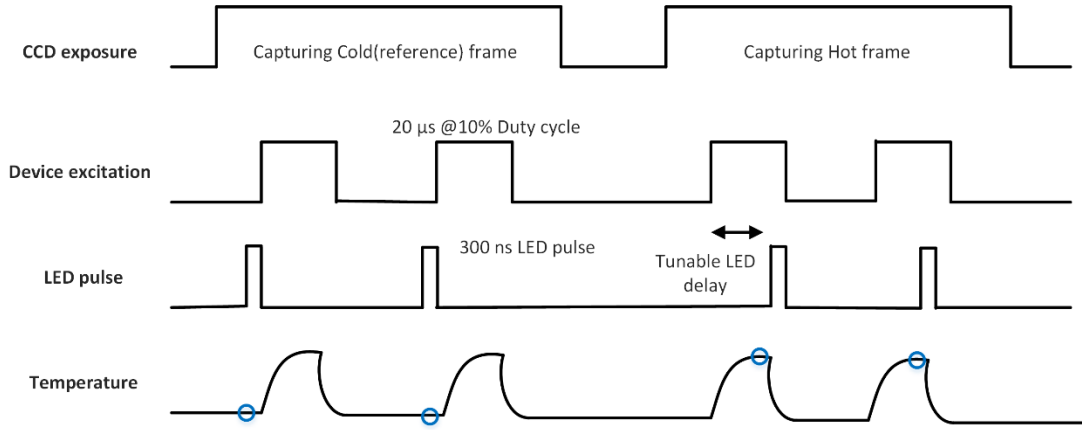 CCD exposure
Capturing Cold(reference) frame
Capturing Hot frame
20 µs @10% Duty cycle
Device excitation
300 ns LED pulse
LED pulse
Tunable LED
delay
Temperature